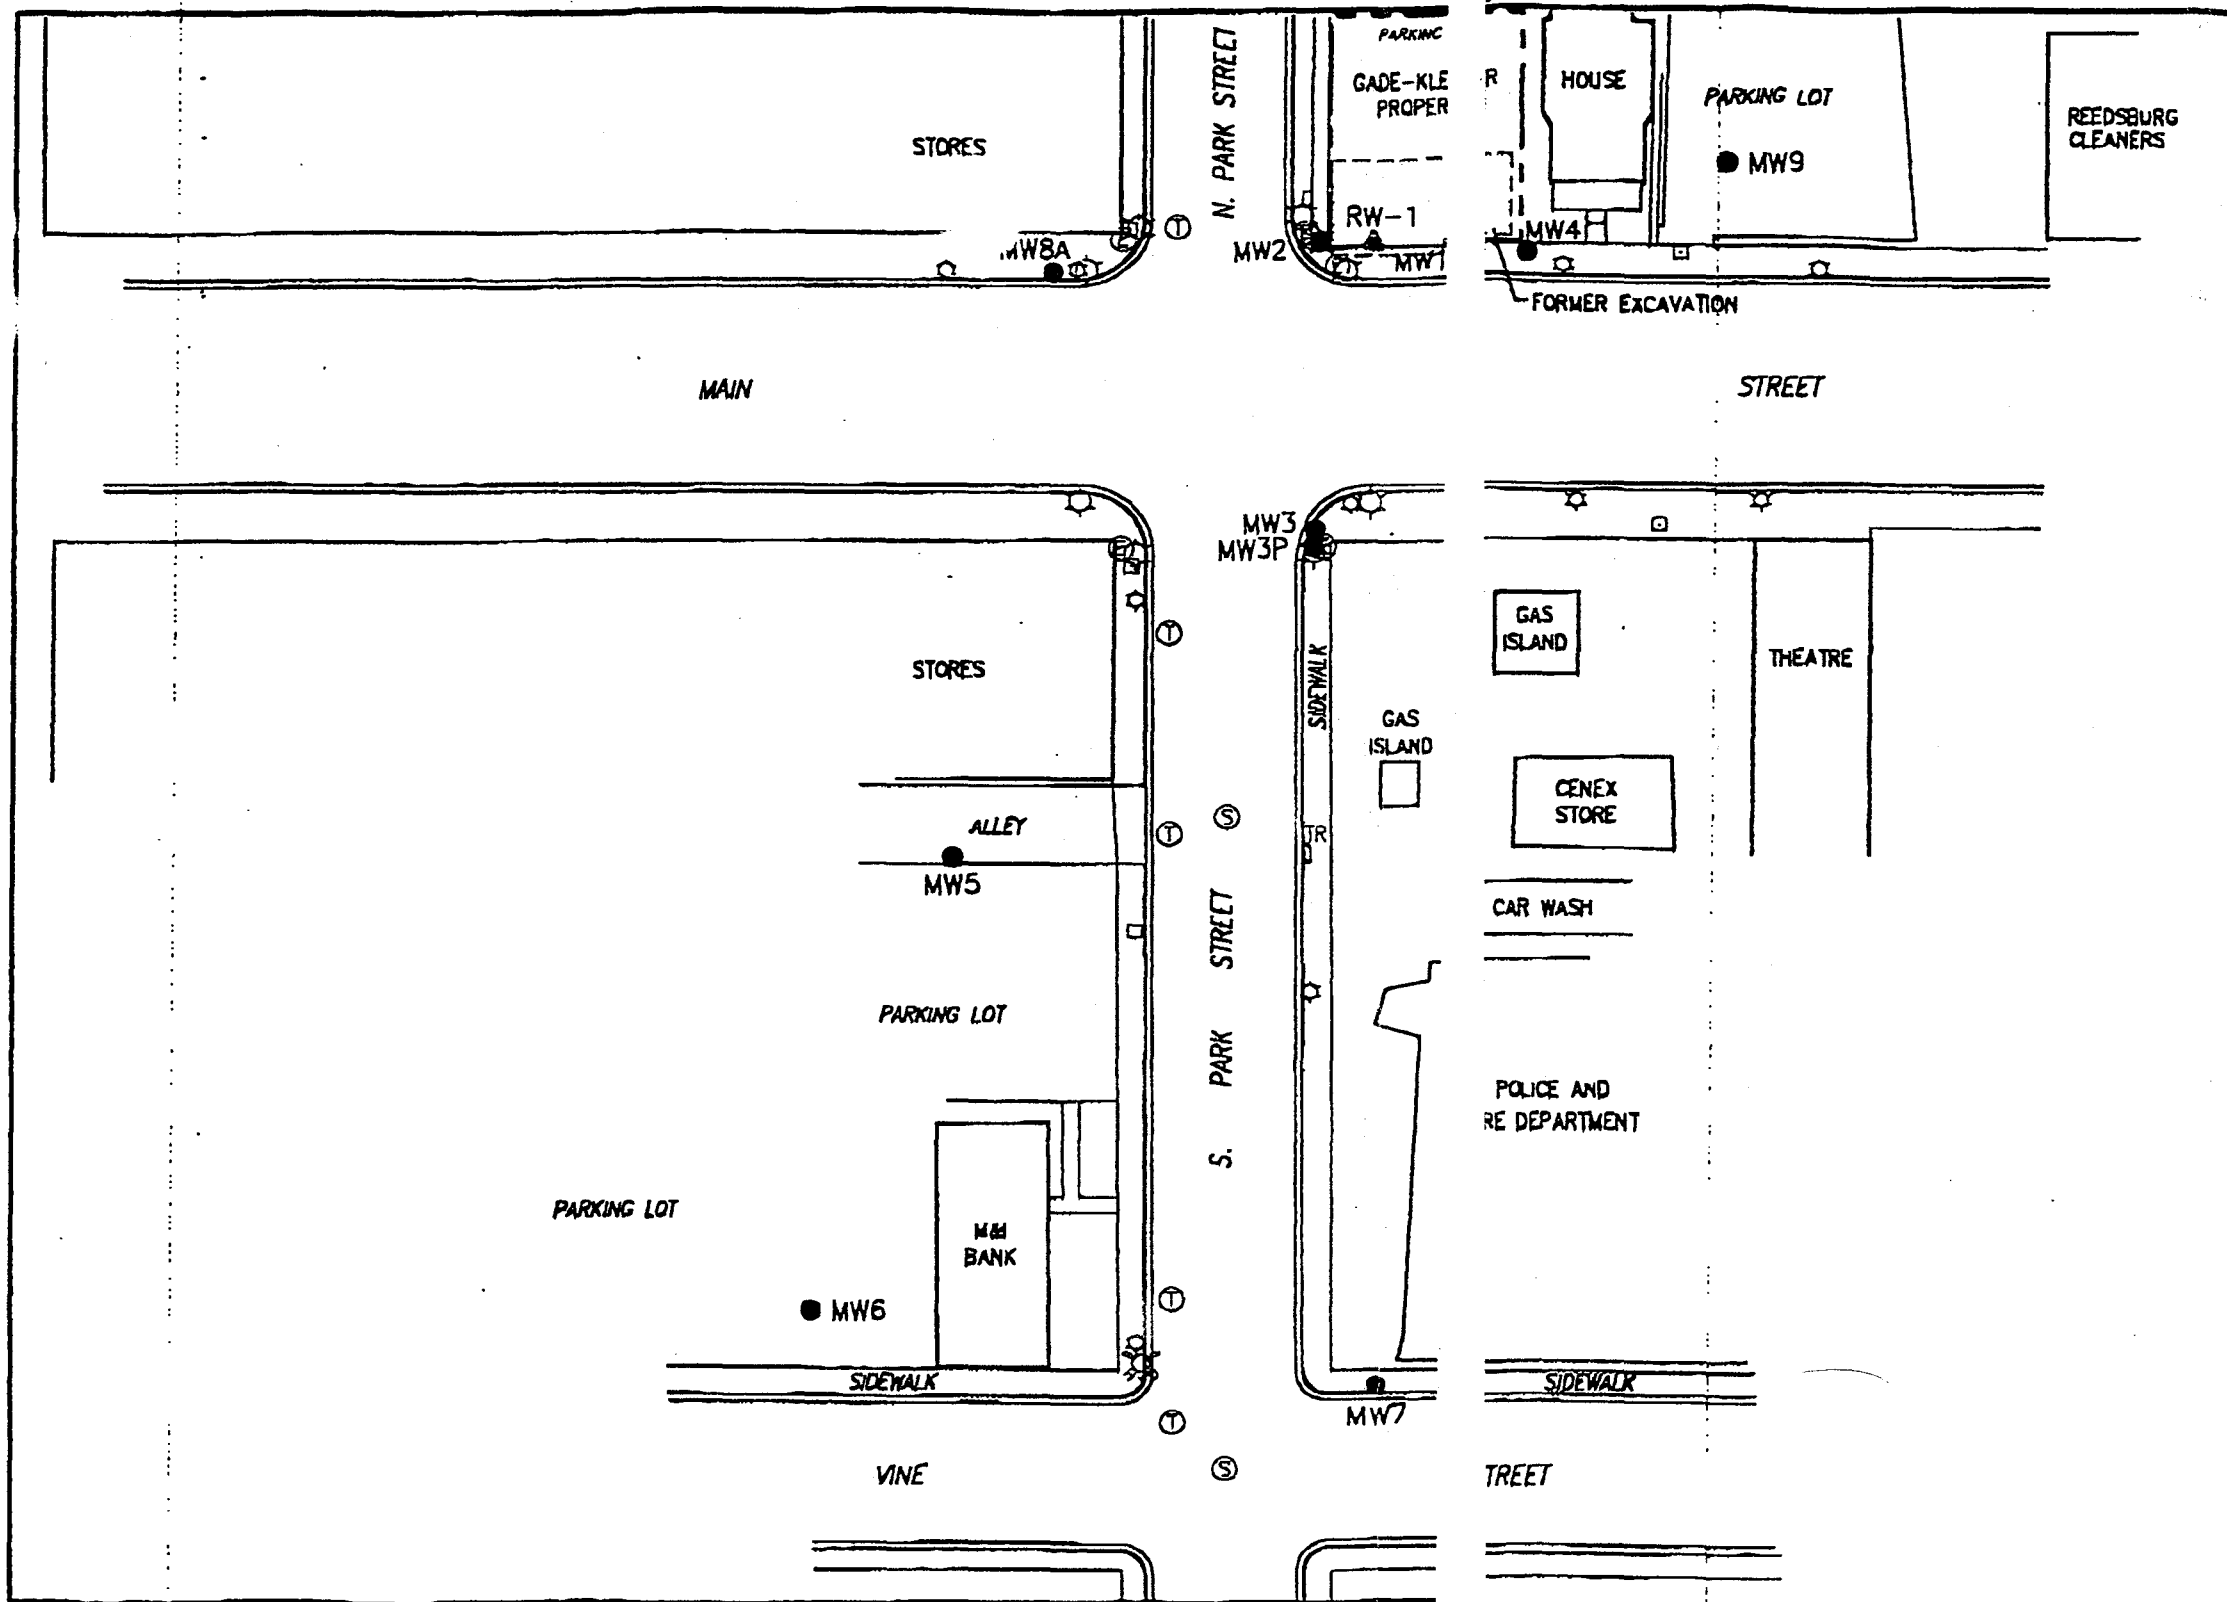 N. PARK STREET
PARKING
GADE-KLE
R
PROPER
HOUSE
PARKING LOT
REEDSBURG
CLEANERS
STORES
MW9
T
RW-1
MW2
MW4
MW8A
MW1
FORMER EXCAVATION
MAIN
STREET
MW3
MW3P
E
T
GAS
ISLAND
STORES
SIDEWALK
THEATRE
GAS
ISLAND
CENEX
STORE
S
T
TR
ALLEY
MW5
CAR WASH
S. PARK STREET
PARKING LOT
POLICE AND
RE DEPARTMENT
PARKING LOT
BANK
T
MW6
SIDEWALK
SIDEWALK
MW7
T
S
VINE
TREET